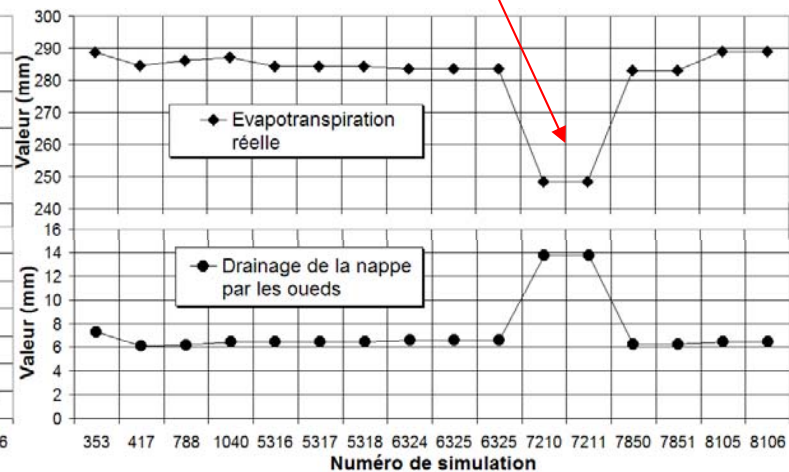 300
290
280
270
260
250
240
Valeur (mm)
Evapotranspiration
réelle
16
14
12
10
8
6
4
2
0
Valeur (mm)
Drainage de la nappe
par les oueds
6
353 417 788 1040 5316 5317 5318 6324 6325 6325 7210 7211 7850 7851 8105 8106
Numéro de simulation